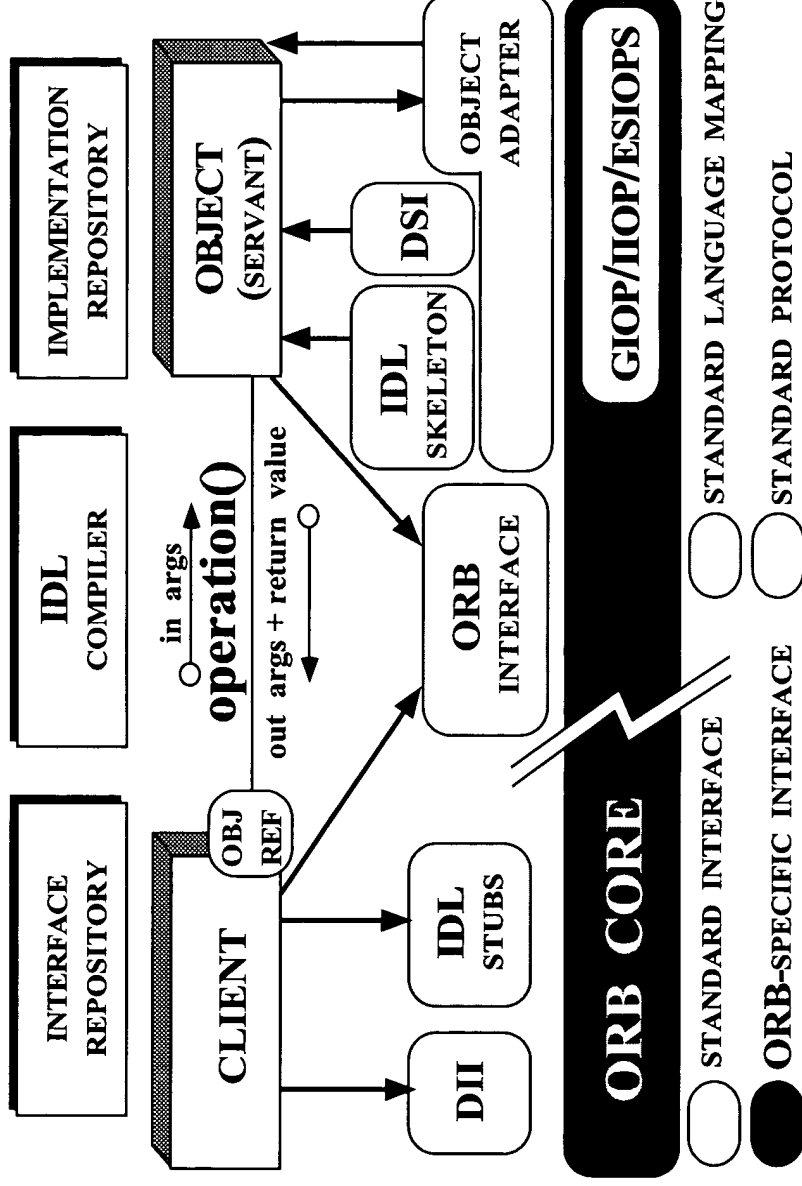 INTERFACE
REPOSITORY
IDL
COMPILER
IMPLEMENTATION
REPOSITORY
CLIENT
OBJ
REF
in args
operation()
out args + return value
OBJECT
(SERVANT)
DII
IDL
STUBS
ORB
INTERFACE
IDL
SKELETON
DSI
OBJECT
ADAPTER
ORB CORE
GIOP/IIOP/ESIOPS
STANDARD INTERFACE
STANDARD LANGUAGE MAPPING
ORB-SPECIFIC INTERFACE
STANDARD PROTOCOL